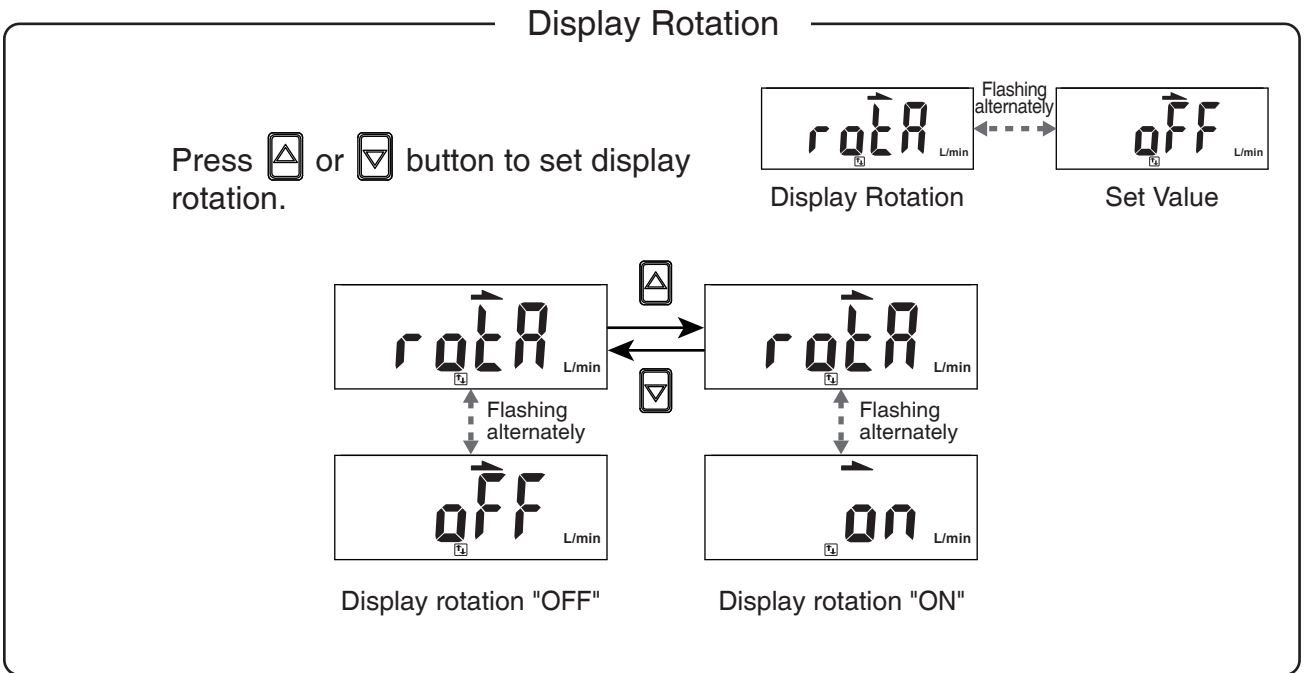 Display Rotation
Press △ or ▽ button to set display
rotation.
Flashing
alternately
rotA L/min
oFF L/min
Display Rotation
Set Value
rotA L/min
rotA L/min
Flashing
alternately
Flashing
alternately
oFF L/min
on L/min
Display rotation "OFF"
Display rotation "ON"